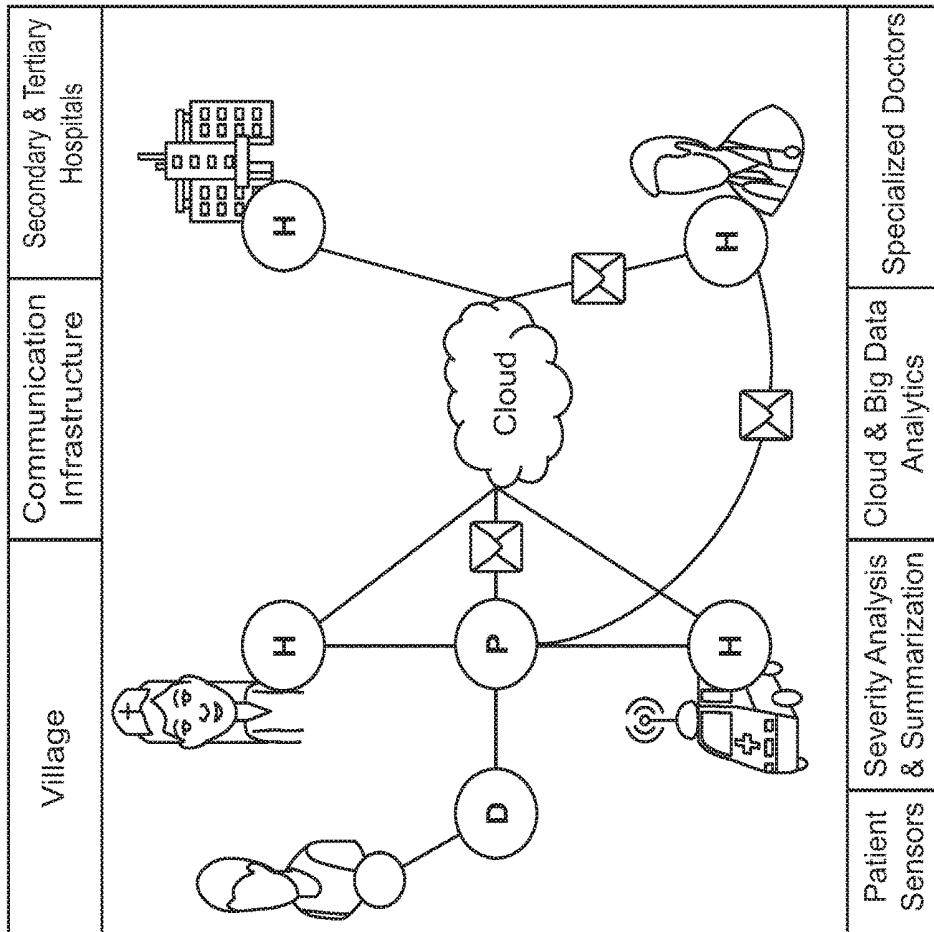 Village
Communication
Infrastructure
Secondary & Tertiary
Hospitals
H
H
D
P
Cloud
H
H
Patient
Sensors
Severity Analysis
& Summarization
Cloud & Big Data
Analytics
Specialized Doctors